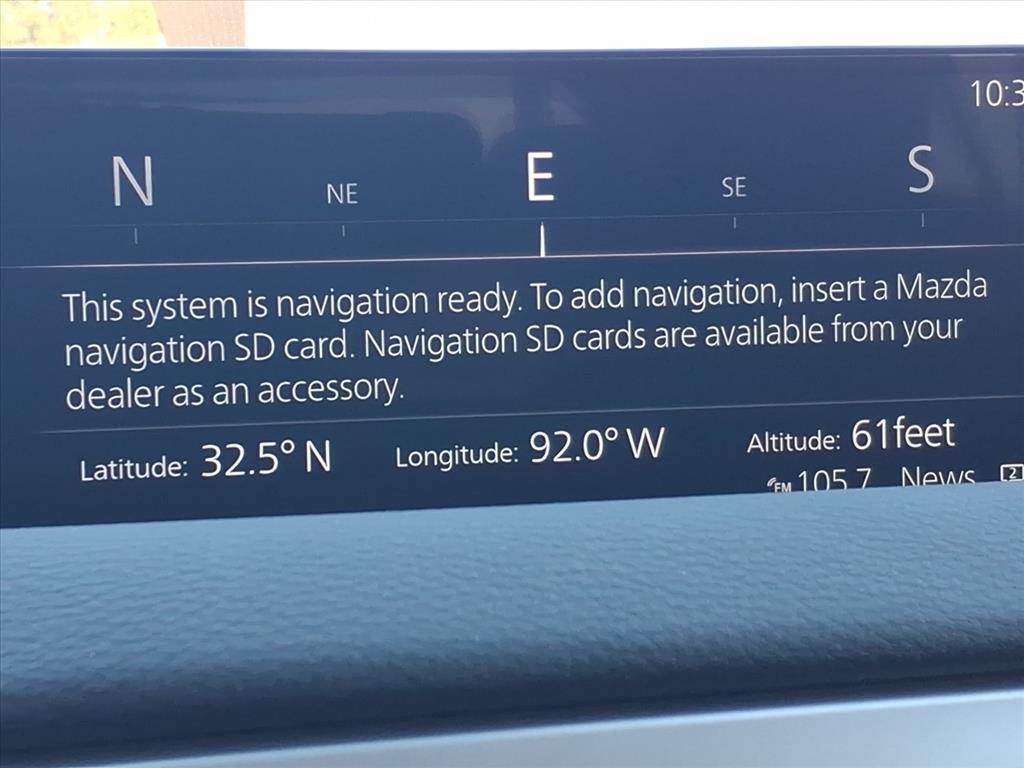 10:3
N NE E SE S
This system is navigation ready. To add navigation, insert a Mazda
navigation SD card. Navigation SD cards are available from your
dealer as an accessory.
Latitude: 32.5° N Longitude: 92.0° W Altitude: 61feet
FM 105.7 News 2